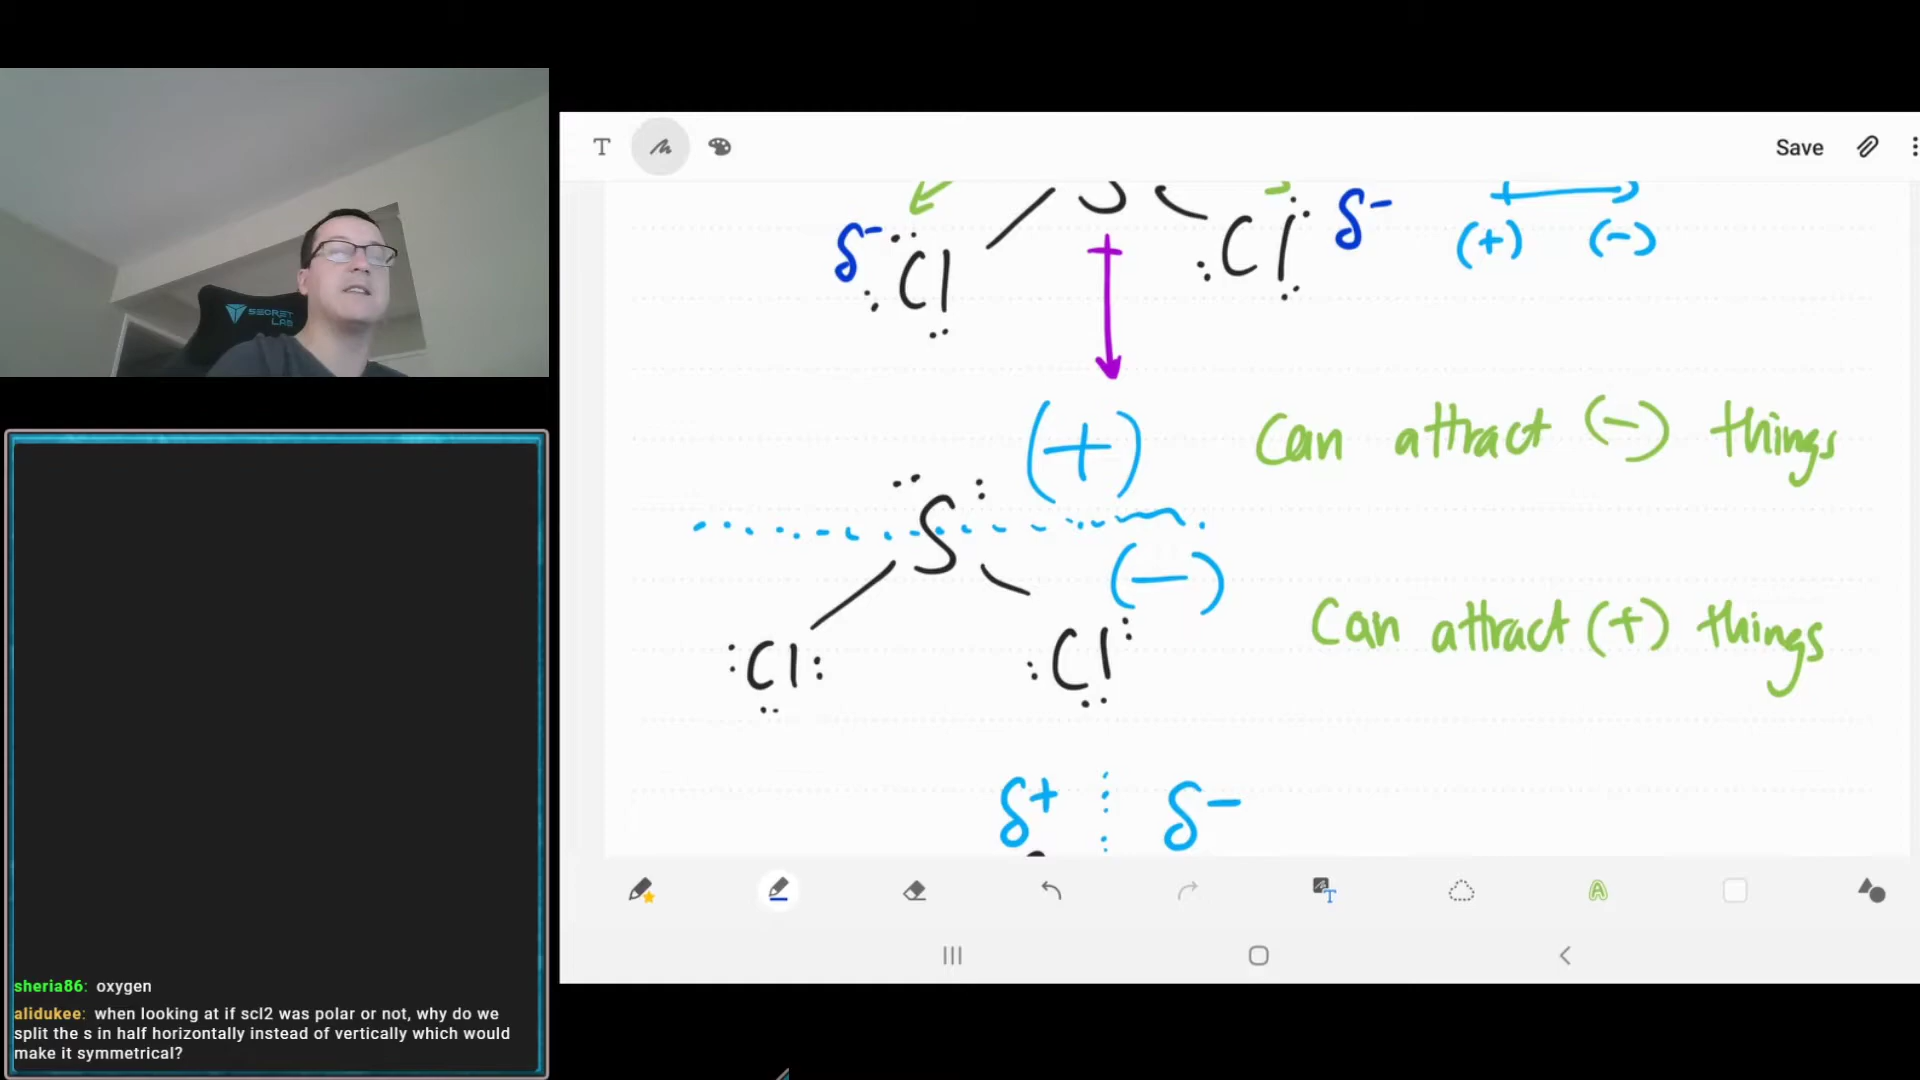 T
Save
S
δ-
Cl
Cl
δ-
(+) (-)
(+)
Can attract (-) things
S
(-)
Can attract (+) things
Cl
Cl
δ+
δ-
A
T
SECRET
LAB
sheria86: oxygen
alidukee: when looking at if scl2 was polar or not, why do we
split the s in half horizontally instead of vertically which would
make it symmetrical?